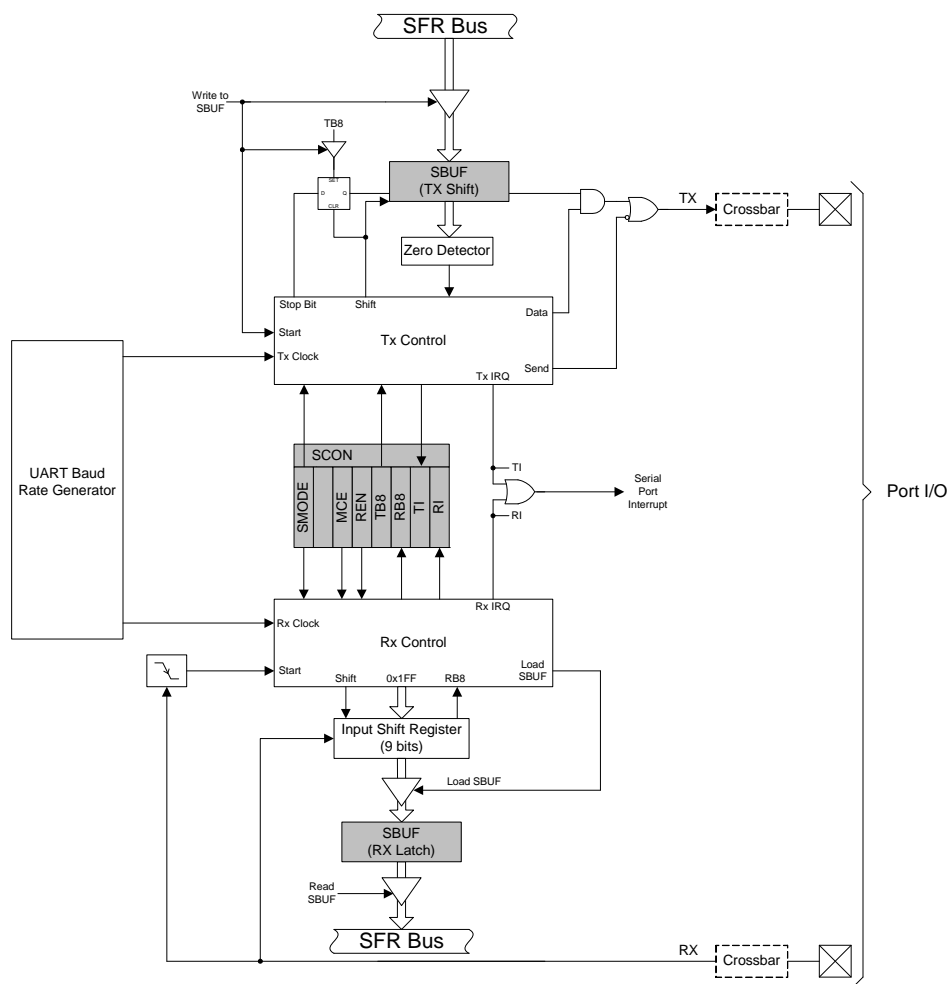 SFR Bus
Write to
SBUF
TB8
SBUF
(TX Shift)
SET
D
Q
CLR
TX
Crossbar
Zero Detector
Stop Bit
Shift
Data
Start
Tx Control
Tx Clock
Send
Tx IRQ
UART Baud
Rate Generator
SCON
SMODE
MCE
REN
TB8
RB8
TI
RI
TI
RI
Serial
Port
Interrupt
Port I/O
Rx IRQ
Rx Clock
Rx Control
Start
Load
SBUF
Shift
0x1FF
RB8
Input Shift Register
(9 bits)
Load SBUF
SBUF
(RX Latch)
Read
SBUF
SFR Bus
RX
Crossbar